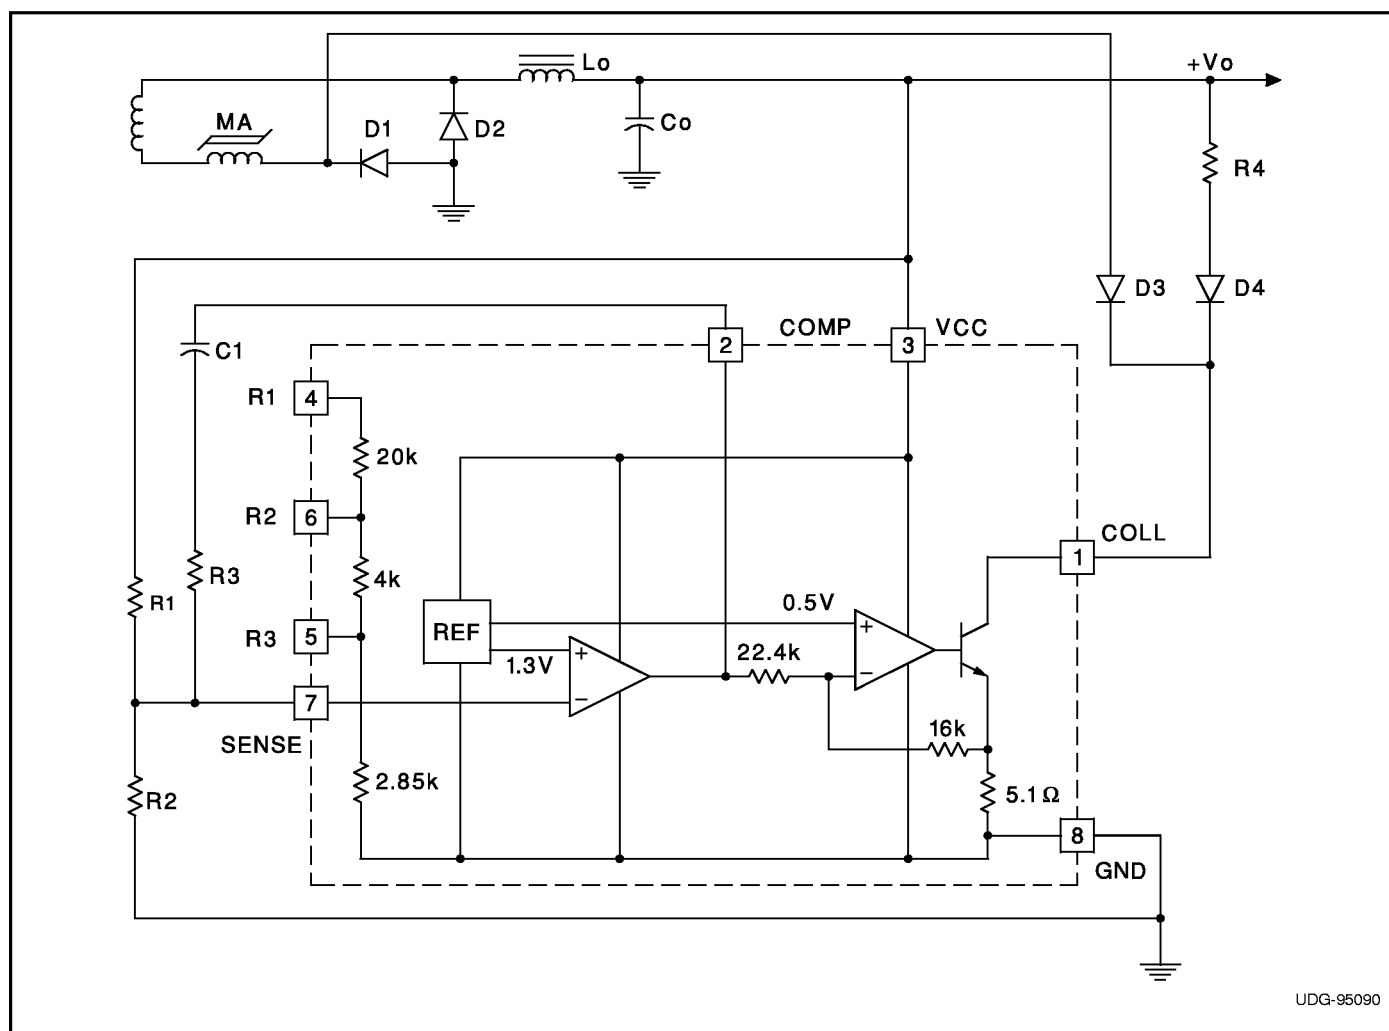 Lo
+Vo
MA
D1
D2
Co
R4
D3
D4
COMP
VCC
2
3
C1
R1
4
20k
R2
6
COLL
1
R3
4k
R1
0.5V
R3
5
REF
+
1.3V
+
22.4k
−
−
7
SENSE
16k
2.85k
5.1Ω
R2
8
GND
UDG-95090